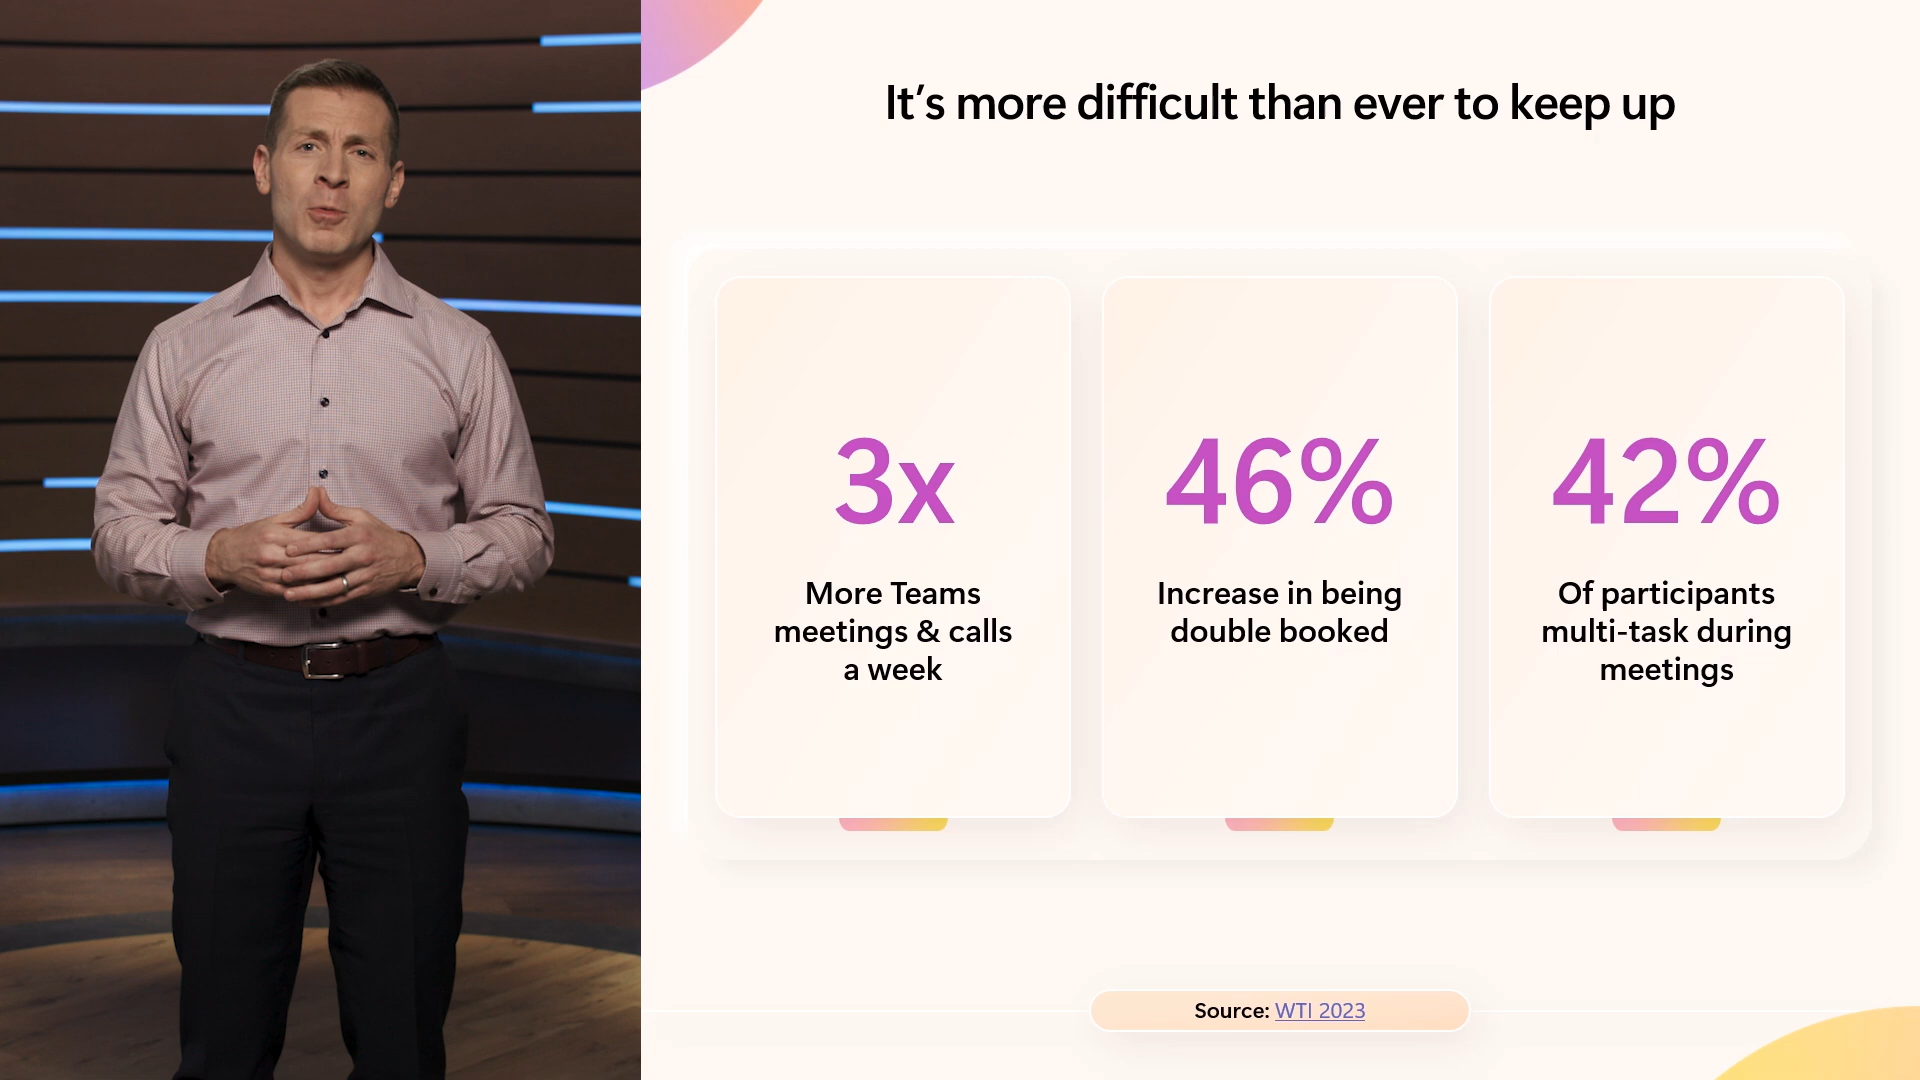 It’s more difficult than ever to keep up
3x
More Teams
meetings & calls
a week
46%
Increase in being
double booked
42%
Of participants
multi-task during
meetings
Source: WTI 2023